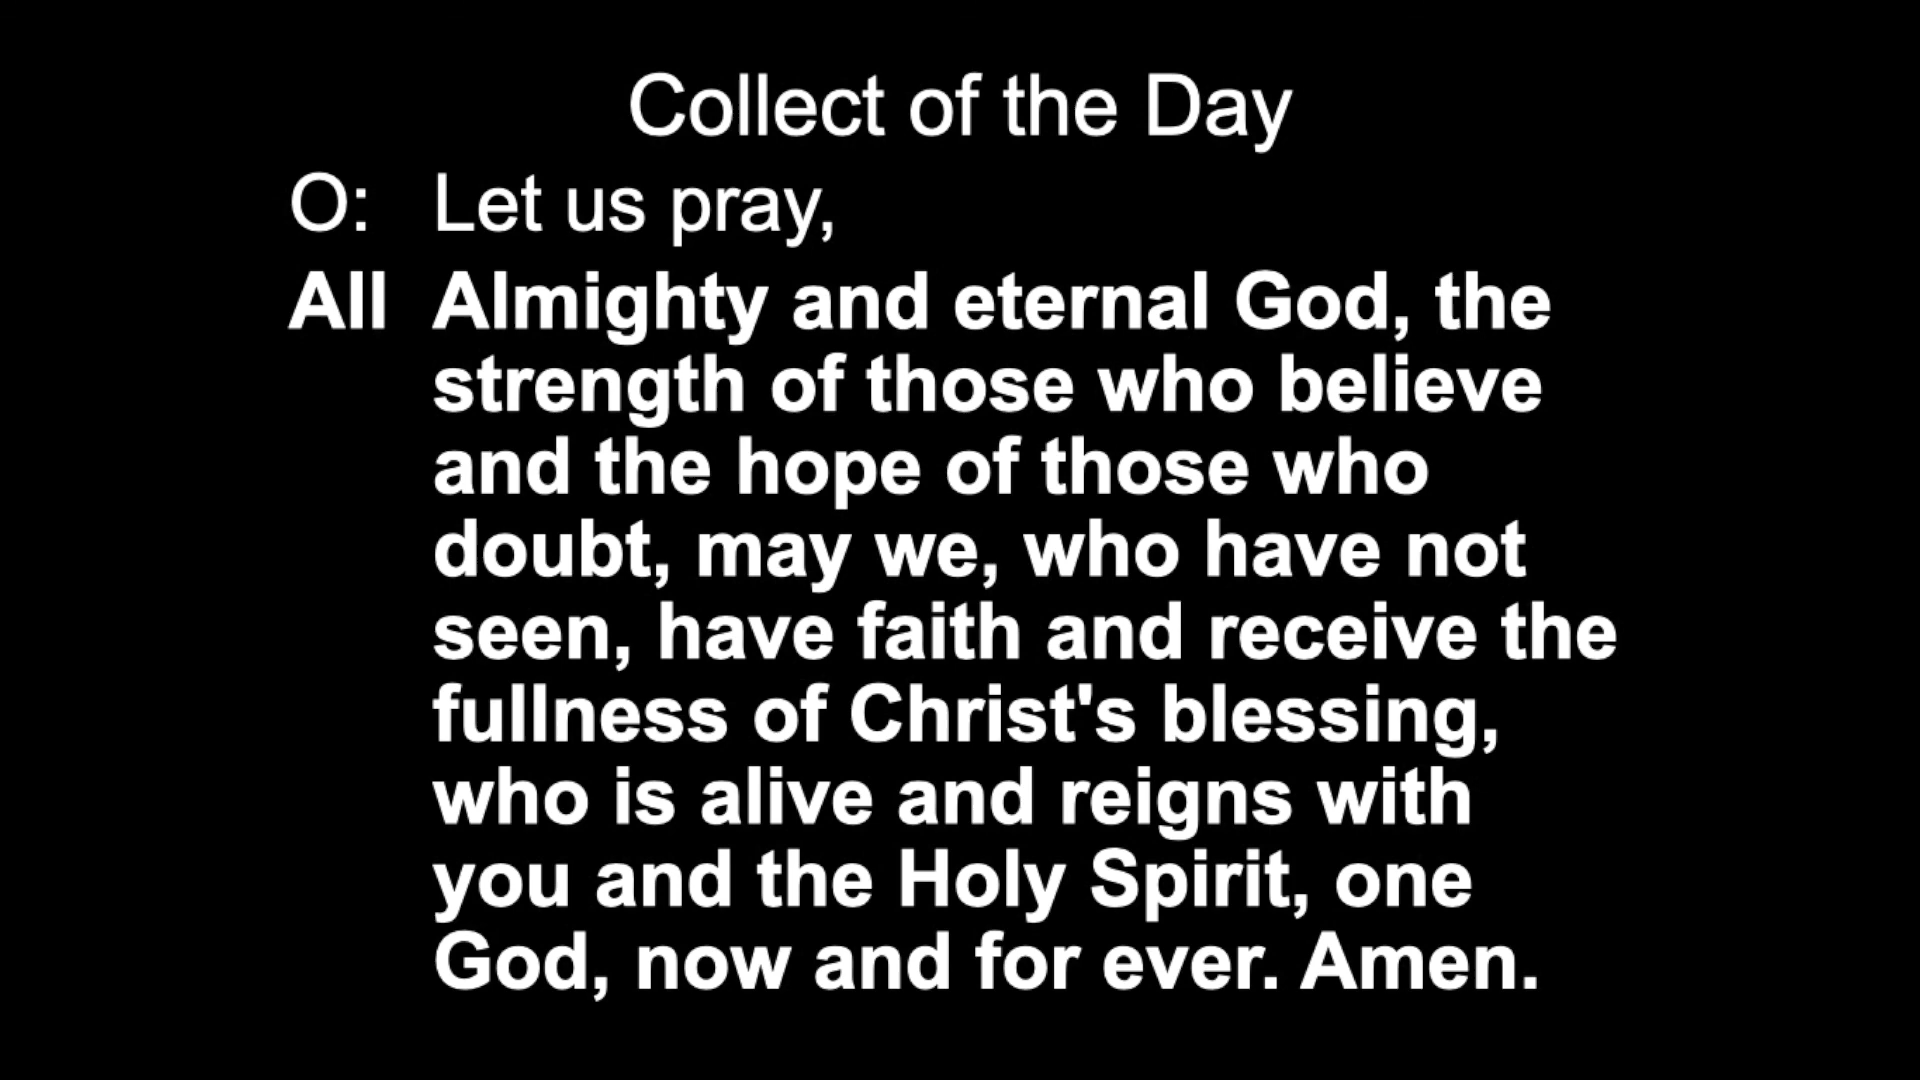 Collect of the Day
O: Let us pray,
All Almighty and eternal God, the
strength of those who believe
and the hope of those who
doubt, may we, who have not
seen, have faith and receive the
fullness of Christ's blessing,
who is alive and reigns with
you and the Holy Spirit, one
God, now and for ever. Amen.